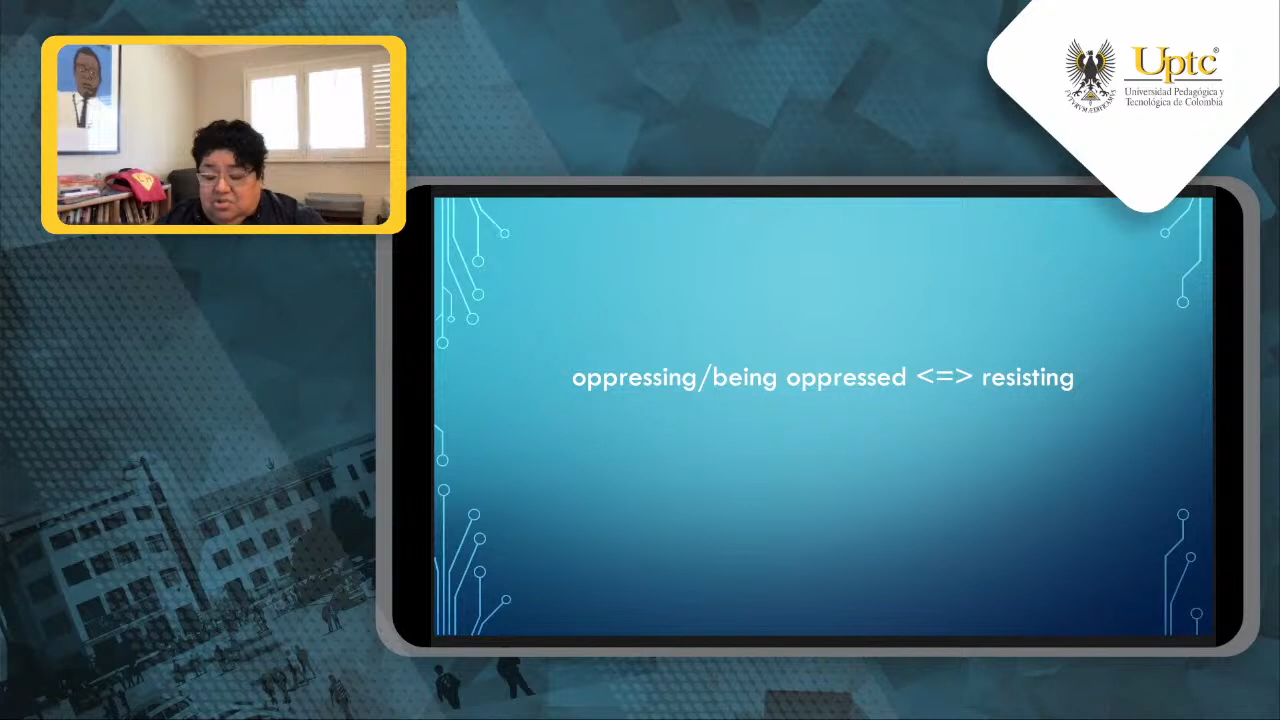 Uptc®
Universidad Pedagógica y
Tecnológica de Colombia
oppressing/being oppressed <=> resisting